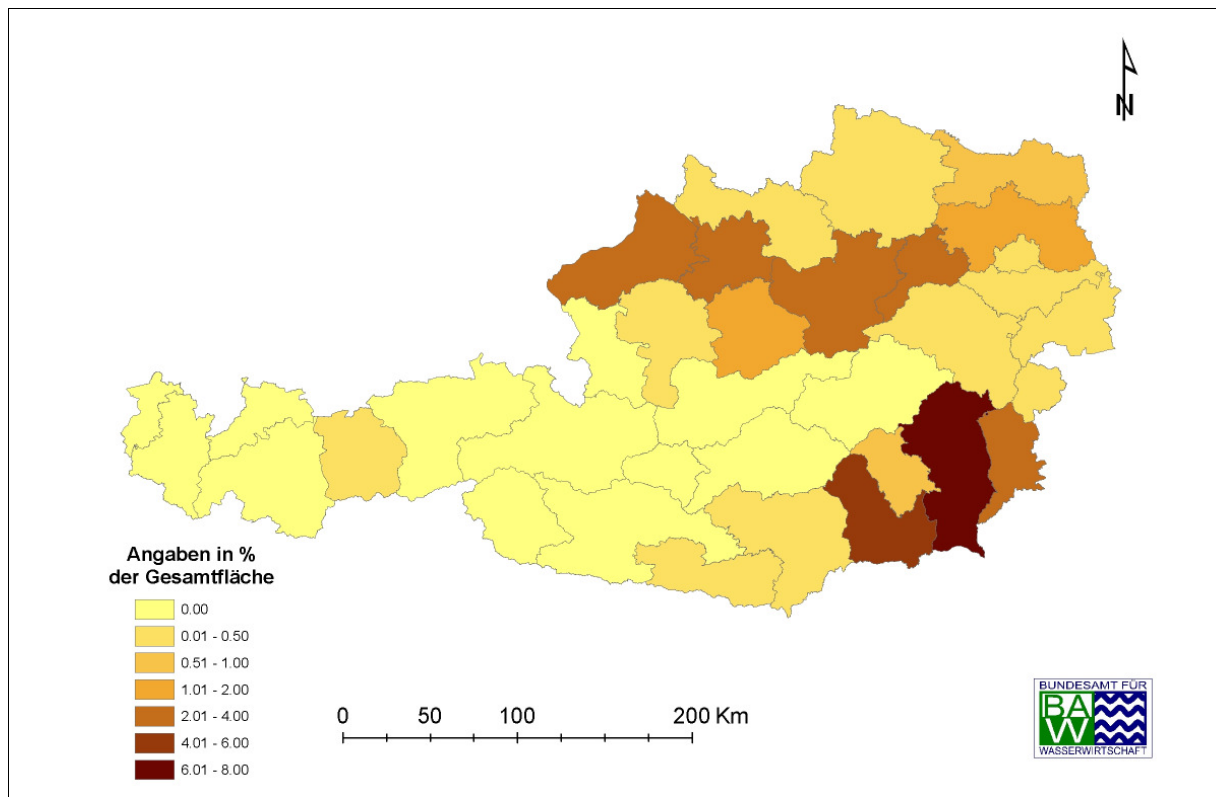 N
Angaben in %
der Gesamtfläche
0.00
0.01 - 0.50
0.51 - 1.00
1.01 - 2.00
2.01 - 4.00
4.01 - 6.00
6.01 - 8.00
0 50 100 200 Km
BUNDESAMT FÜR
BA
W
WASSERWIRTSCHAFT